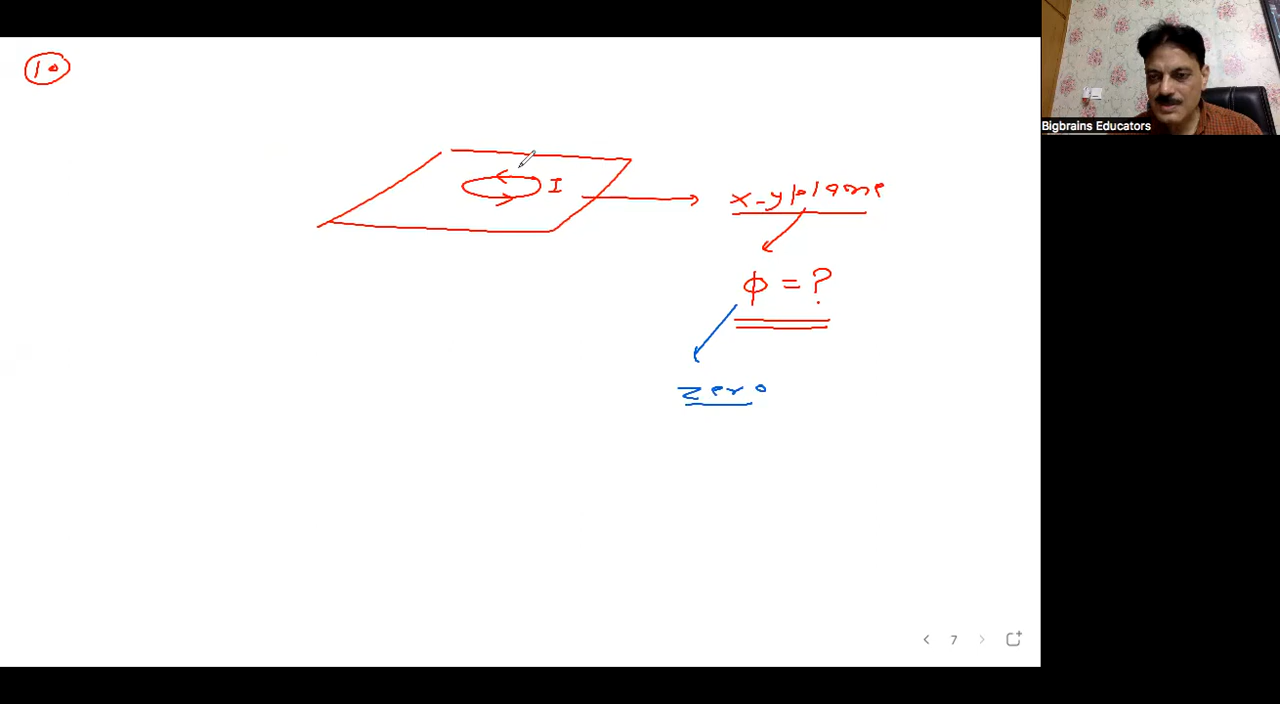 10
Bigbrains Educators
I
x-y plane
φ = ?
zero
7